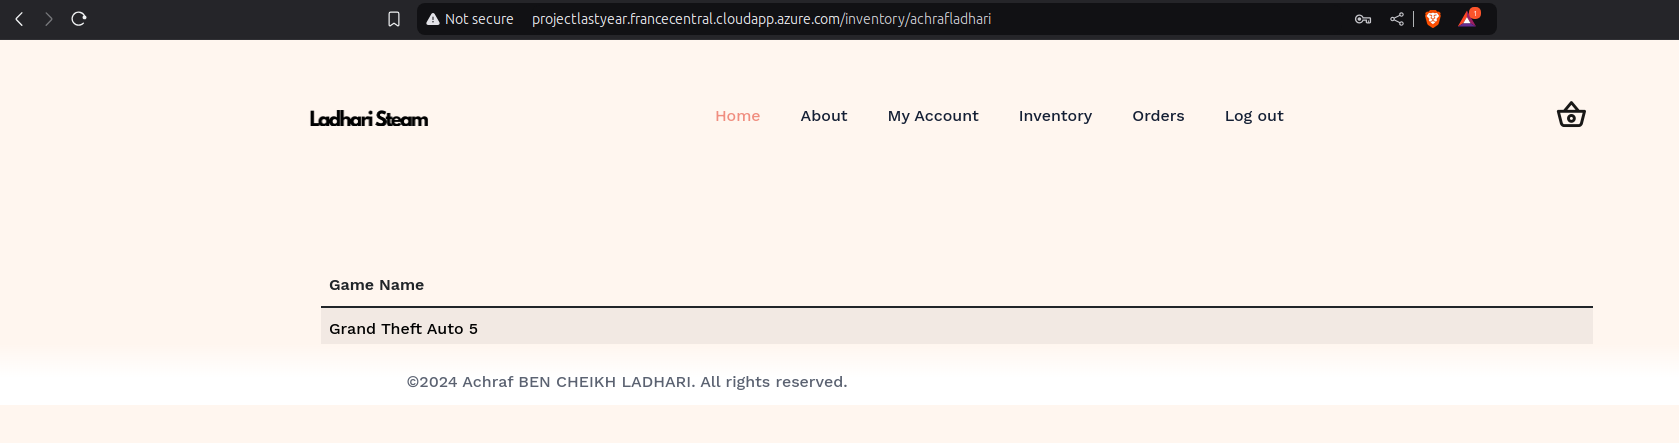 Not secure projectlastyear.francecentral.cloudapp.azure.com/inventory/achrafladhari
Ladhari Steam Home About My Account Inventory Orders Log out
Game Name
Grand Theft Auto 5
©2024 Achraf BEN CHEIKH LADHARI. All rights reserved.